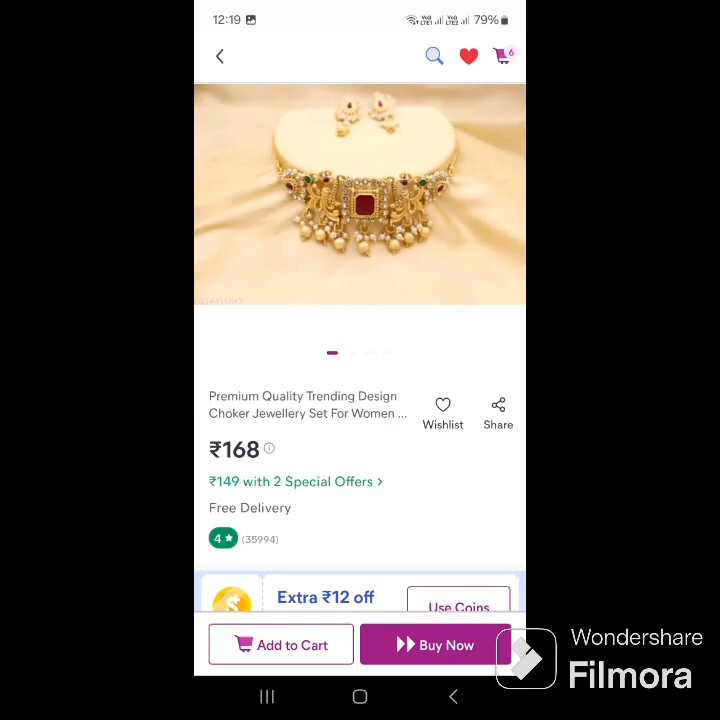 12:19 79%
6
Premium Quality Trending Design
Choker Jewellery Set For Women ...
Wishlist
Share
₹168
₹149 with 2 Special Offers >
Free Delivery
4 ★ (35994)
Extra ₹12 off
Use Coins
Add to Cart
Buy Now
Wondershare
Filmora